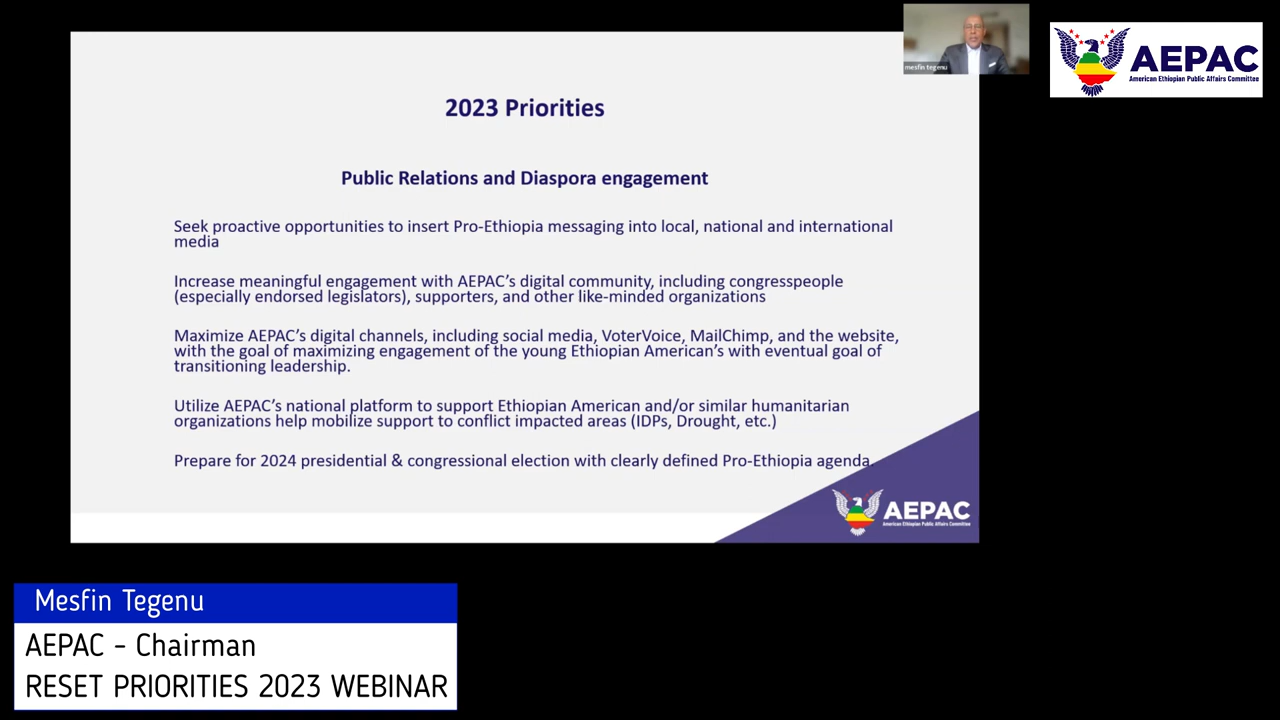 mesfin tegenu
AEPAC
American Ethiopian Public Affairs Committee
2023 Priorities
Public Relations and Diaspora engagement
Seek proactive opportunities to insert Pro-Ethiopia messaging into local, national and international
media
Increase meaningful engagement with AEPAC's digital community, including congresspeople
(especially endorsed legislators), supporters, and other like-minded organizations
Maximize AEPAC's digital channels, including social media, VoterVoice, MailChimp, and the website,
with the goal of maximizing engagement of the young Ethiopian American's with eventual goal of
transitioning leadership.
Utilize AEPAC's national platform to support Ethiopian American and/or similar humanitarian
organizations help mobilize support to conflict impacted areas (IDPs, Drought, etc.)
Prepare for 2024 presidential & congressional election with clearly defined Pro-Ethiopia agenda.
AEPAC
American Ethiopian Public Affairs Committee
Mesfin Tegenu
AEPAC - Chairman
RESET PRIORITIES 2023 WEBINAR